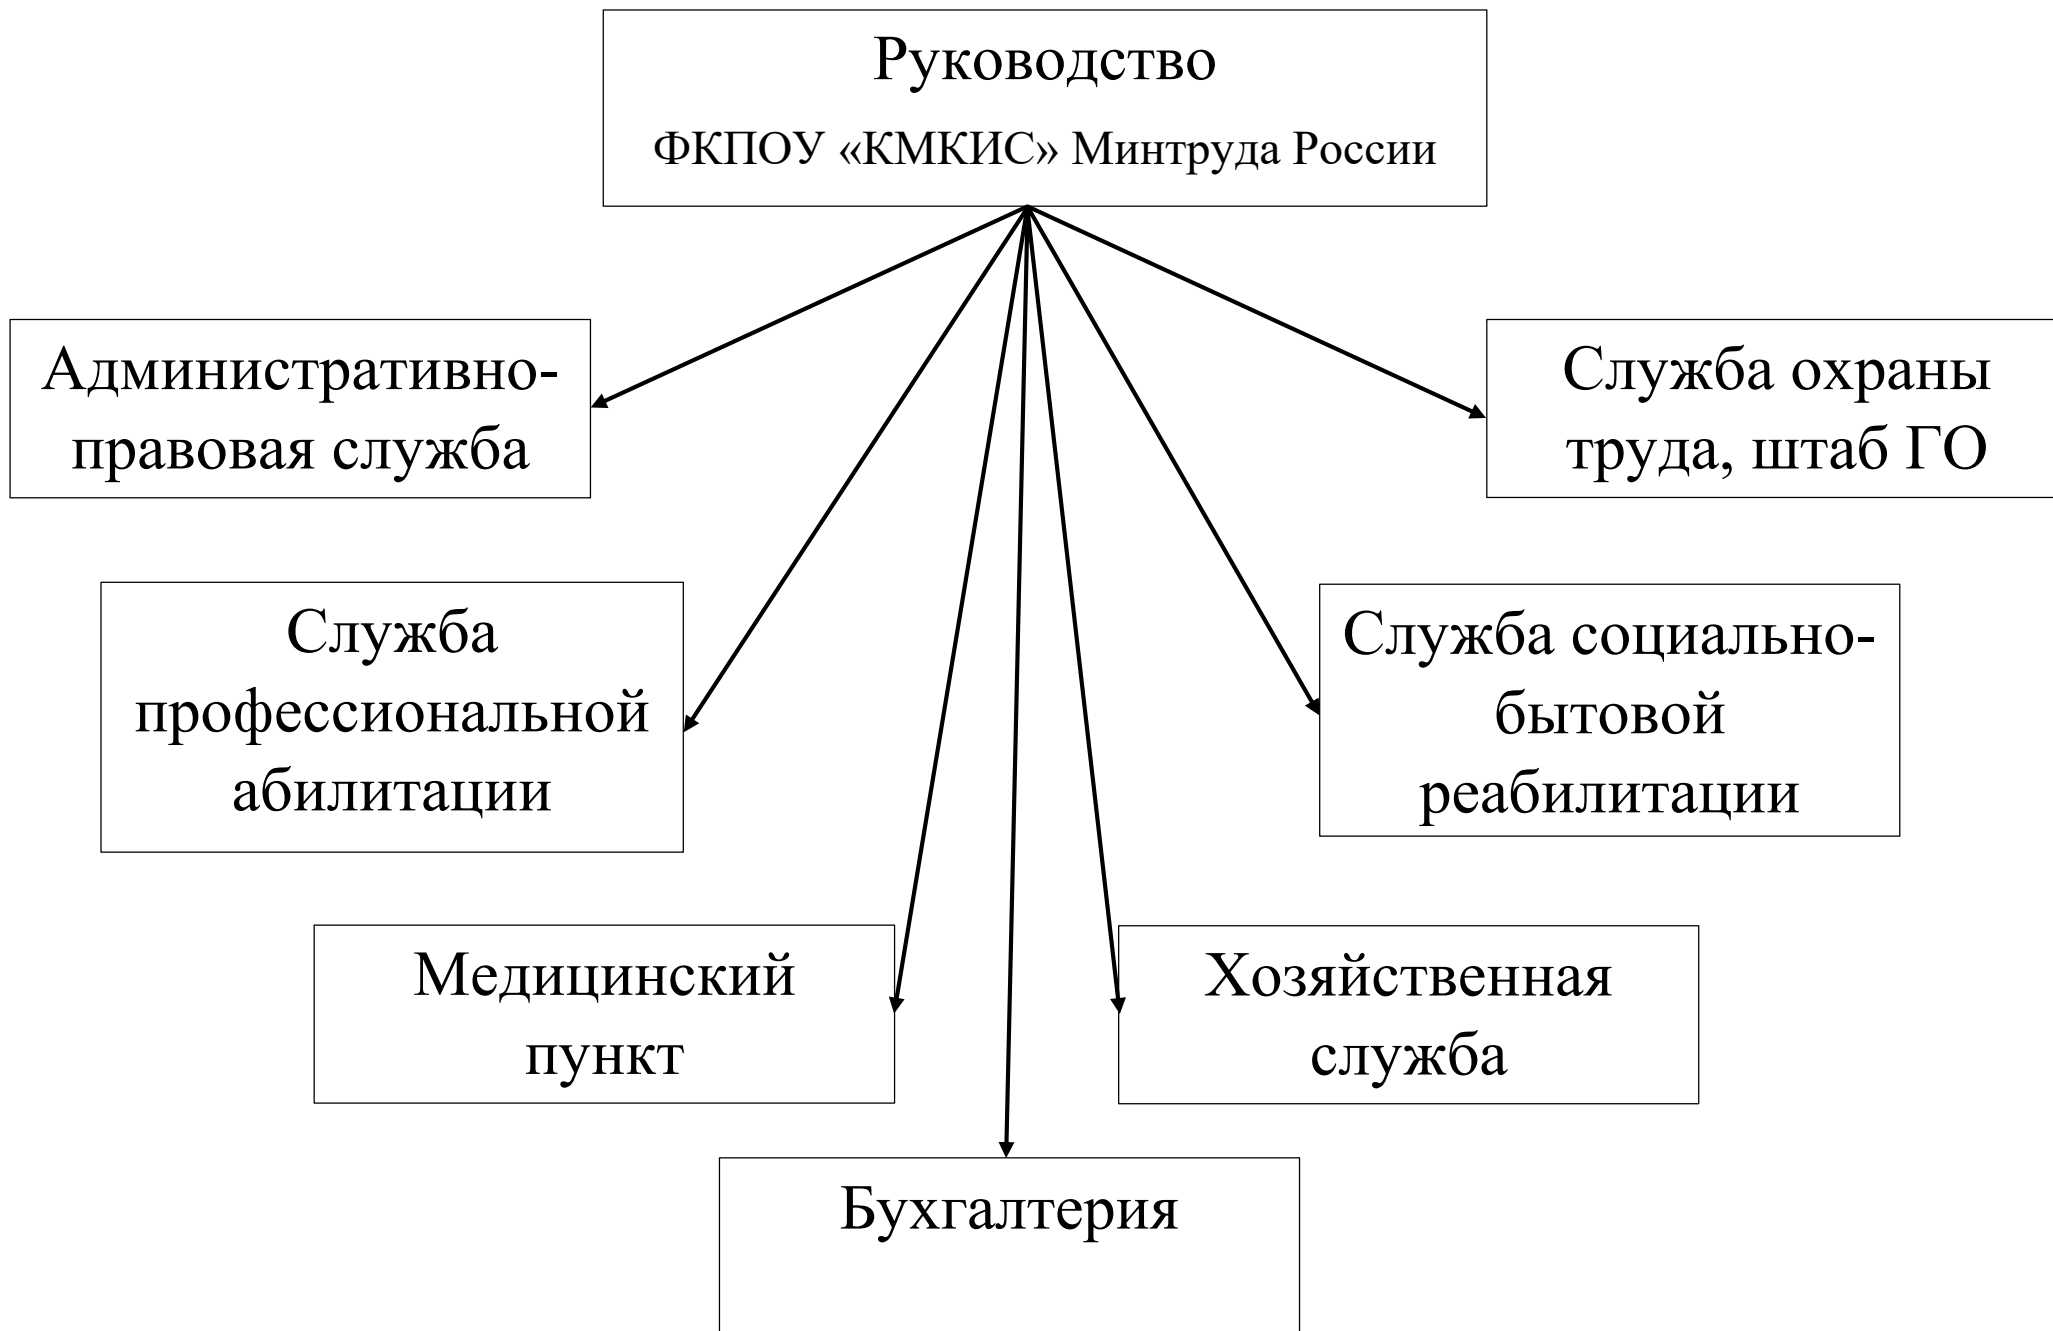 Руководство
ФКПОУ «КМКИС» Минтруда России
Административно-
правовая служба
Служба охраны
труда, штаб ГО
Служба
профессиональной
абилитации
Служба социально-
бытовой
реабилитации
Медицинский
пункт
Хозяйственная
служба
Бухгалтерия